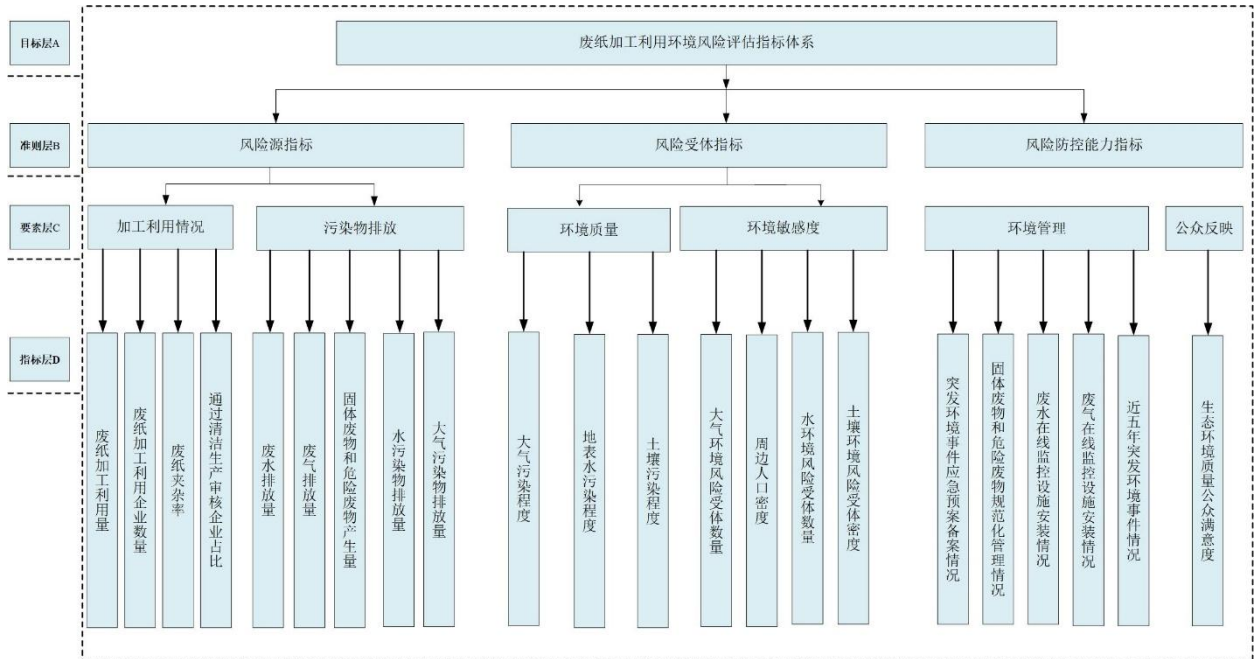 目标层A
废纸加工利用环境风险评估指标体系
准则层B
风险源指标
风险受体指标
风险防控能力指标
要素层C
加工利用情况
污染物排放
环境质量
环境敏感度
环境管理
公众反映
指标层D
废纸加工利用量
废纸加工利用企业数量
废纸夹杂率
通过清洁生产审核企业占比
废水排放量
废气排放量
固体废物和危险废物产生量
水污染物排放量
大气污染物排放量
大气污染程度
地表水污染程度
土壤污染程度
大气环境风险受体数量
周边人口密度
水环境风险受体数量
土壤环境风险受体密度
突发环境事件应急预案备案情况
固体废物和危险废物规范化管理情况
废水在线监控设施安装情况
废气在线监控设施安装情况
近五年突发环境事件情况
生态环境质量公众满意度